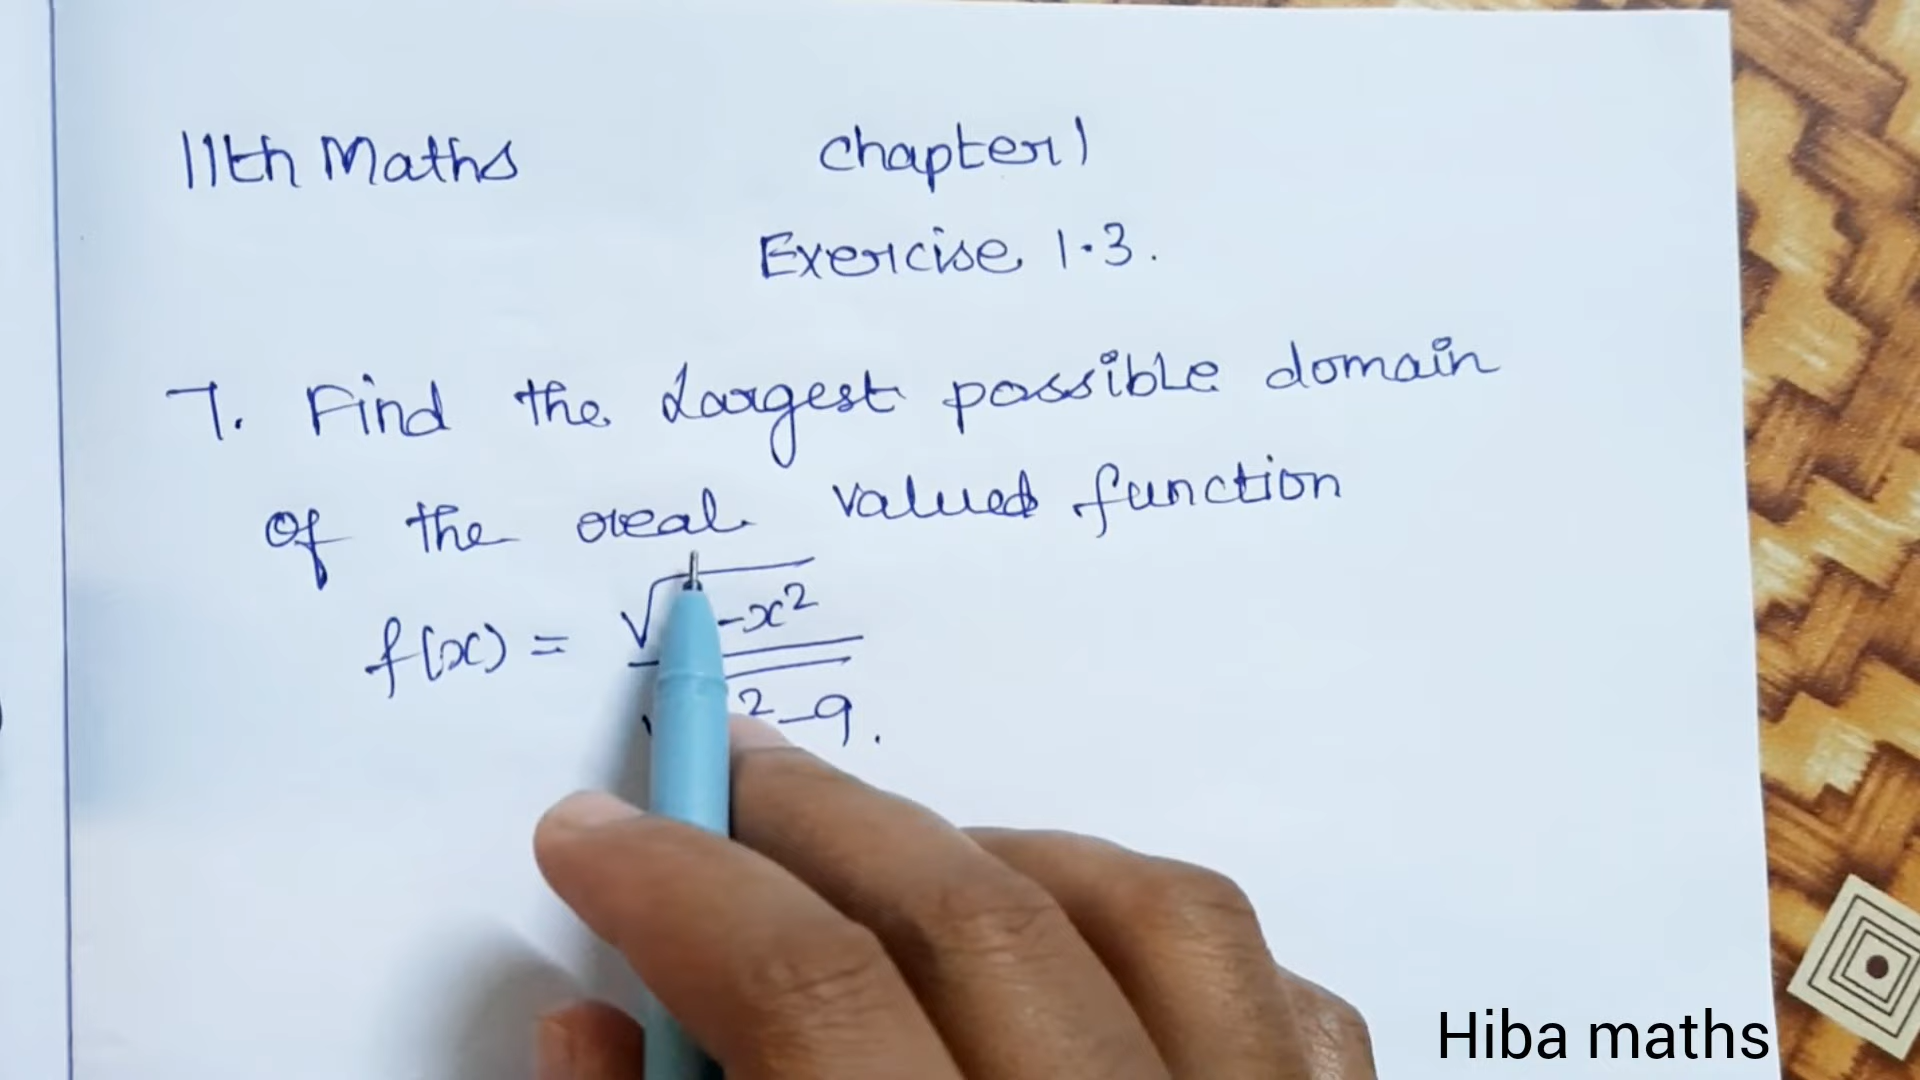 11th Maths chapter 1
Exercise 1.3.
7. Find the Largest possible domain
of the real valued function
f(x) = √ -x²
² -9.
Hiba maths